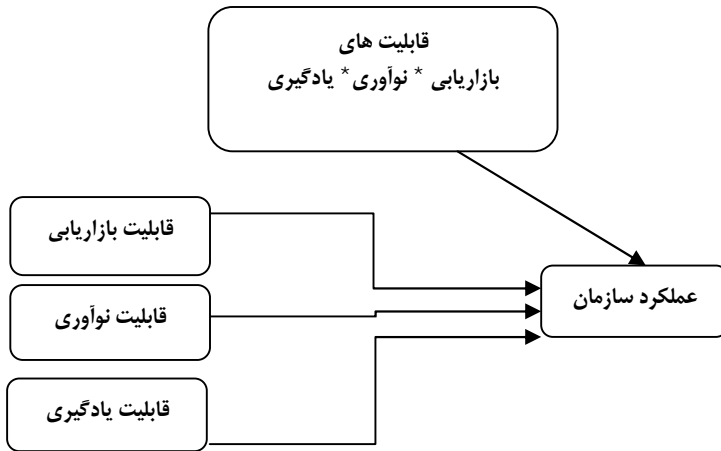 قابلیت های
بازاریابی * نوآوری* یادگیری
قابلیت بازاریابی
عملکرد سازمان
قابلیت نوآوری
قابلیت یادگیری